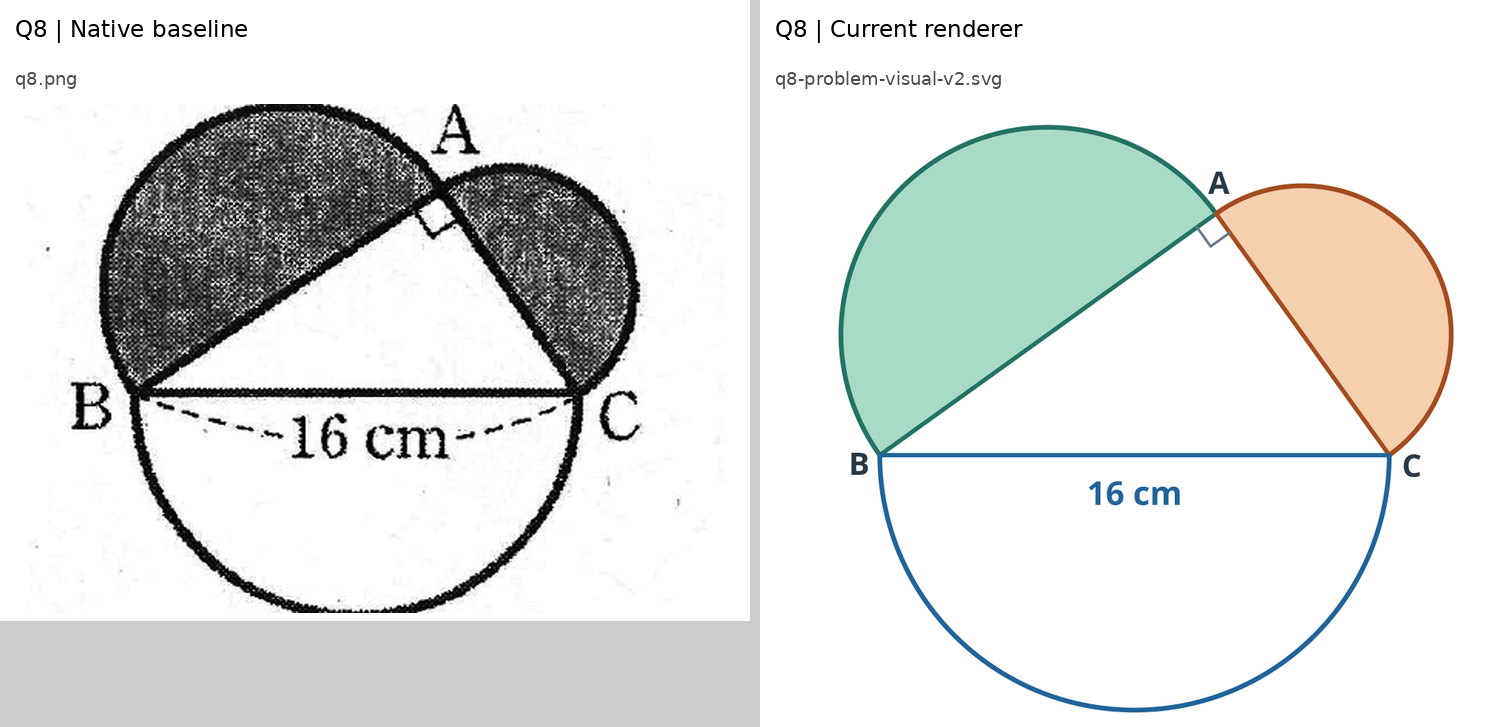 Q8 | Native baseline
q8.png
A
B
C
16 cm
Q8 | Current renderer
q8-problem-visual-v2.svg
A
B
C
16 cm